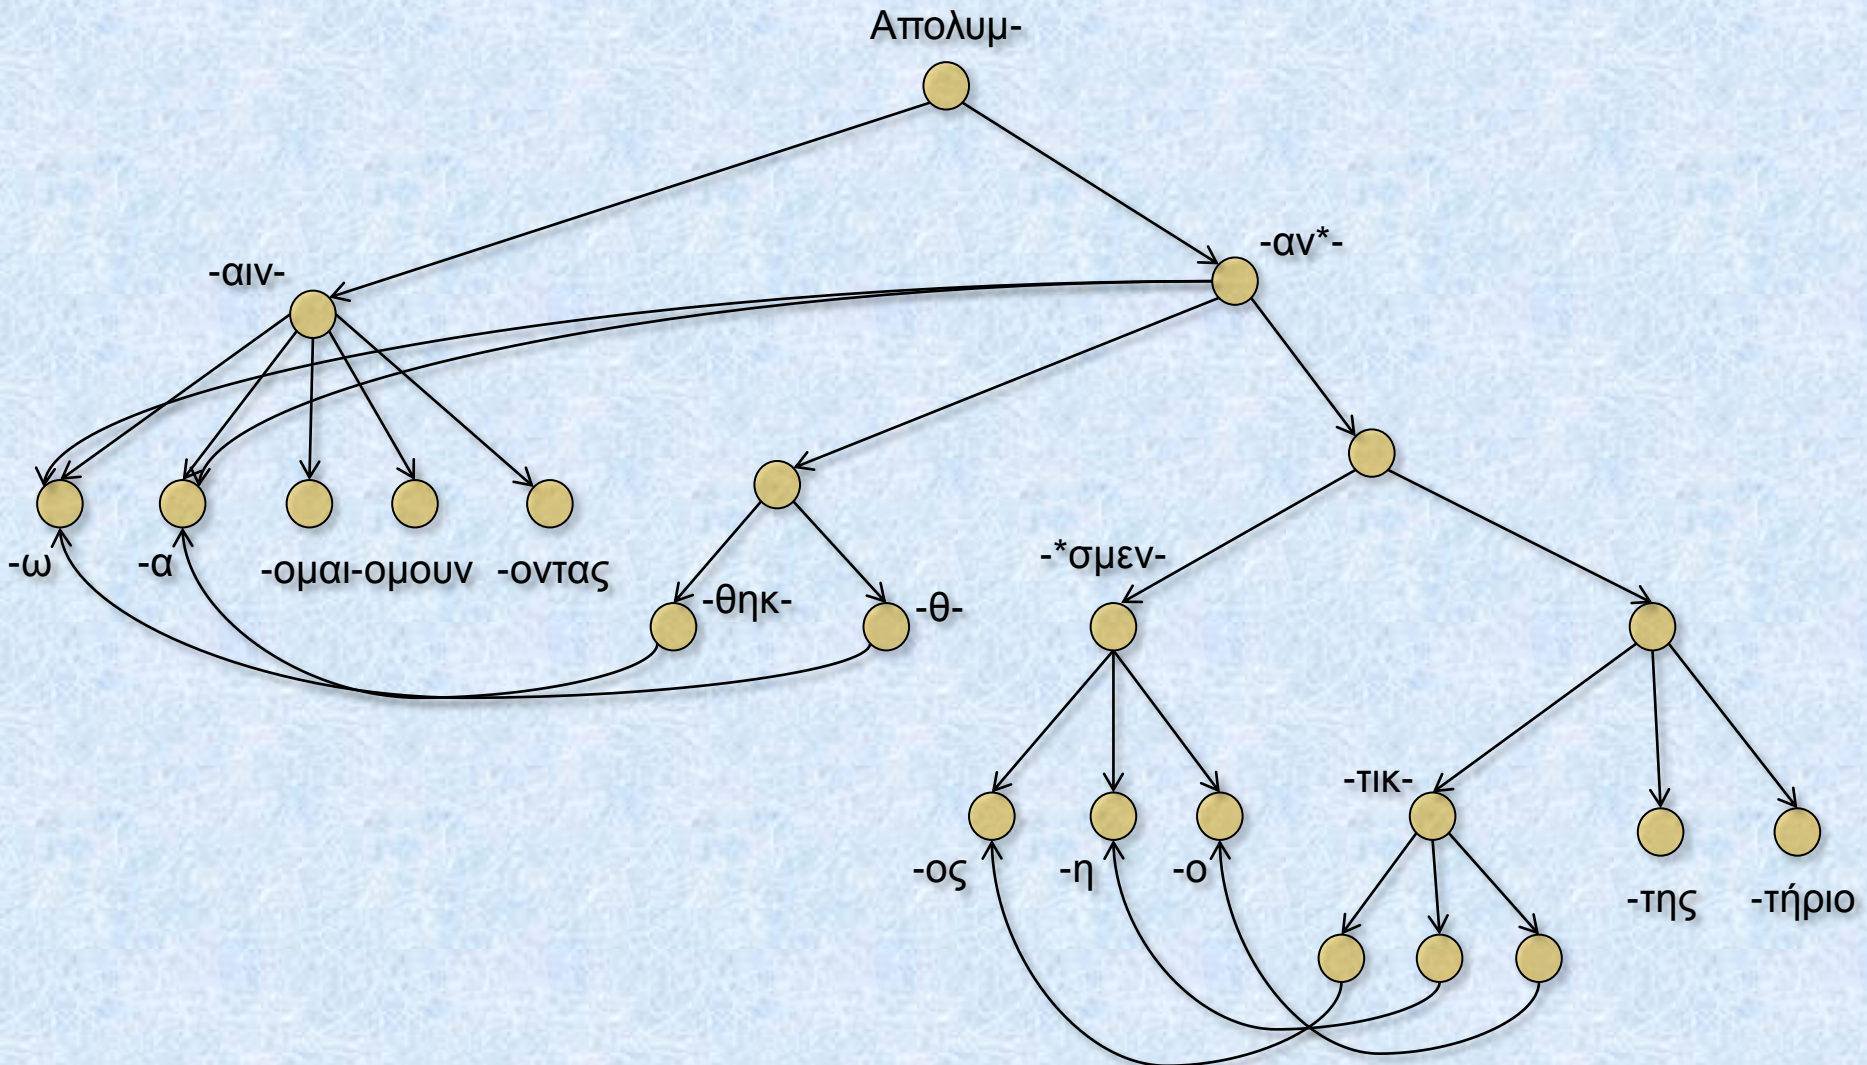 Απολυμ-
-αν*-
-αιν-
-*σμεν-
-ω
-α
-ομαι
-ομουν
-οντας
-θηκ-
-θ-
-τικ-
-ος
-η
-ο
-της
-τήριο